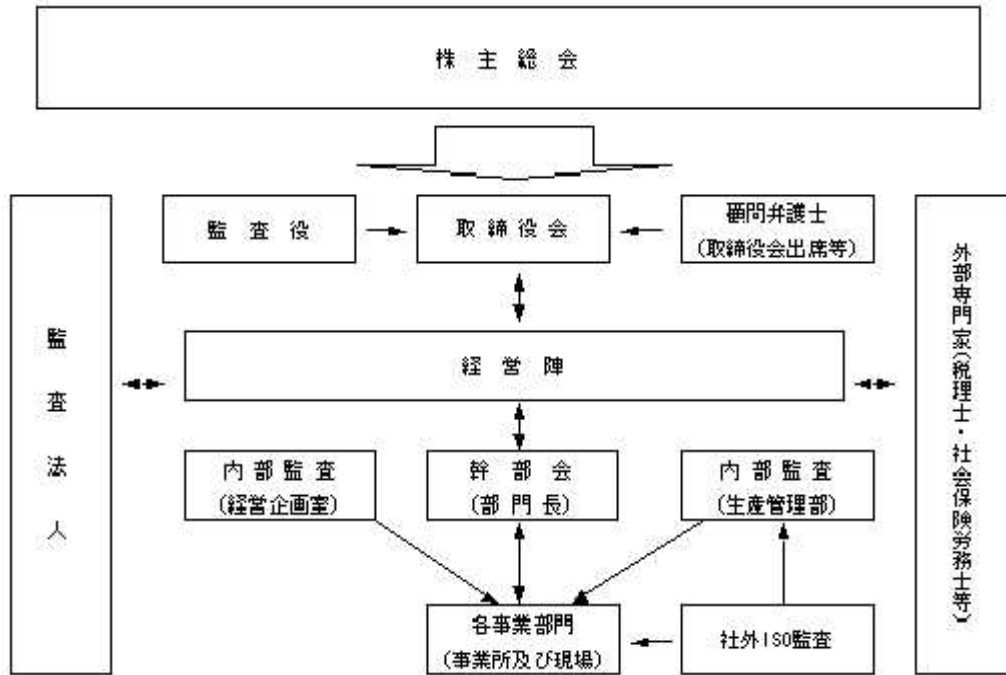 株主総会
監査役
取締役会
顧問弁護士
(取締役会出席等)
監査法人
経営陣
外部専門家(税理士・社会保険労務士等)
内部監査
(経営企画室)
幹部会
(部門長)
内部監査
(生産管理部)
各事業部門
(事業所及び現場)
社外ISO監査